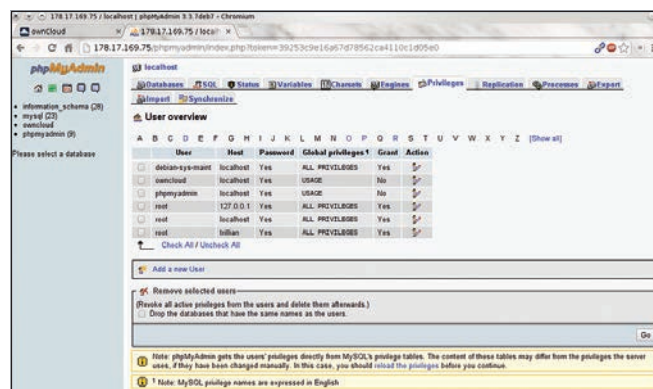 178.17.169.75 / localhost | phpMyAdmin 3.3.7deb7 - Chromium
ownCloud
178.17.169.75 / local
178.17.169.75/phpmyadmin/index.php?token=39253c9e16a67d78562ca4110c1d05e0
phpMyAdmin
information_schema (28)
mysql (23)
owncloud
phpmyadmin (9)
Please select a database
localhost
Databases SQL Status Variables Charsets Engines Privileges Replication Processes Export
Import Synchronize
User overview
A B C D E F G H I J K L M N O P Q R S T U V W X Y Z [Show all]
User Host Password Global privileges 1 Grant Action
debian-sys-maint localhost Yes ALL PRIVILEGES Yes
owncloud localhost Yes USAGE No
phpmyadmin localhost Yes USAGE No
root 127.0.0.1 Yes ALL PRIVILEGES Yes
root localhost Yes ALL PRIVILEGES Yes
root trillian Yes ALL PRIVILEGES Yes
Check All / Uncheck All
Add a new User
Remove selected users
(Revoke all active privileges from the users and delete them afterwards.)
Drop the databases that have the same names as the users.
Go
Note: phpMyAdmin gets the users' privileges directly from MySQL's privilege tables. The content of these tables may differ from the privileges the server
uses, if they have been changed manually. In this case, you should reload the privileges before you continue.
1 Note: MySQL privilege names are expressed in English